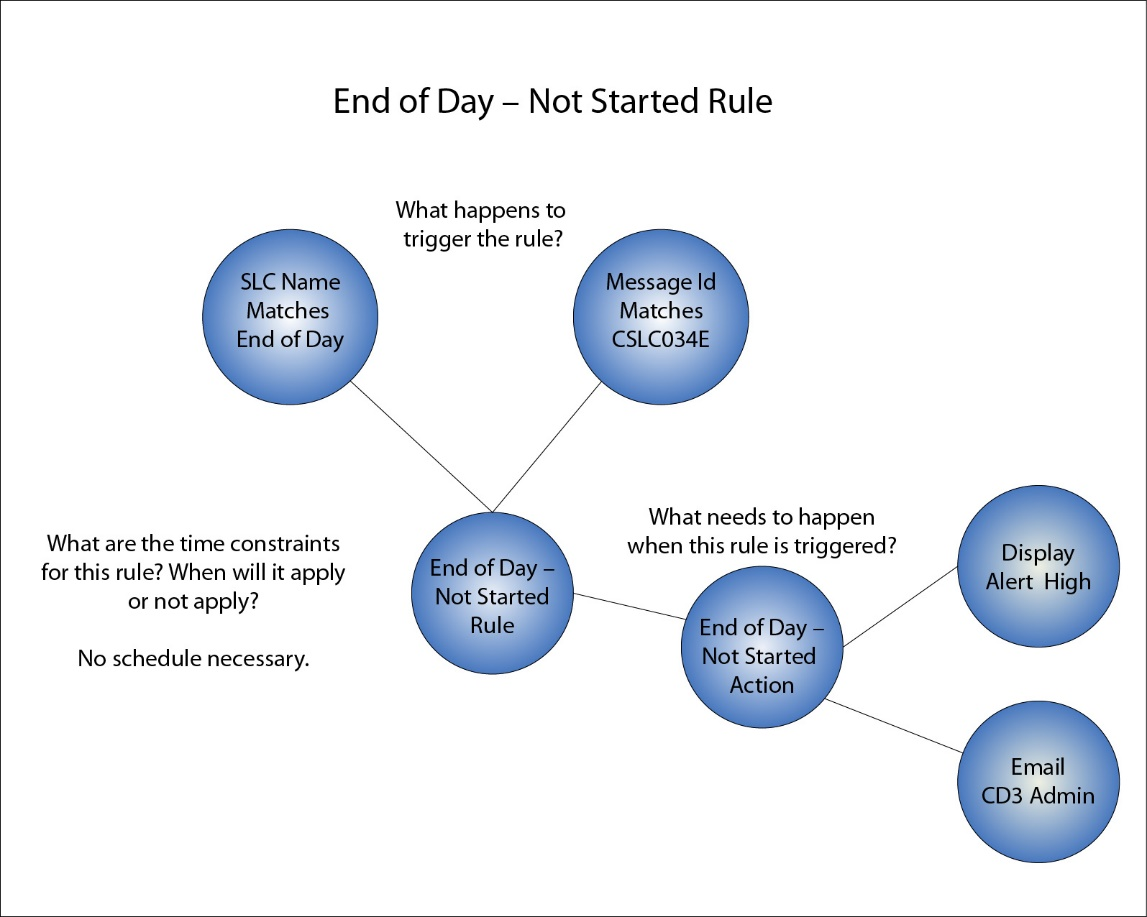 End of Day – Not Started Rule
What happens to
trigger the rule?
SLC Name
Matches
End of Day
Message Id
Matches
CSLC034E
What are the time constraints
for this rule? When will it apply
or not apply?
No schedule necessary.
End of Day –
Not Started
Rule
What needs to happen
when this rule is triggered?
End of Day –
Not Started
Action
Display
Alert High
Email
CD3 Admin